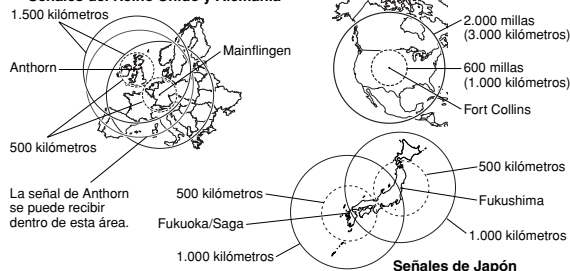 Señales del Reino Unido y Alemania
1.500 kilómetros
Anthorn
Mainflingen
500 kilómetros
La señal de Anthorn
se puede recibir
dentro de esta área.
2.000 millas
(3.000 kilómetros)
600 millas
(1.000 kilómetros)
Fort Collins
500 kilómetros
Fukuoka/Saga
1.000 kilómetros
500 kilómetros
Fukushima
1.000 kilómetros
Señales de Japón